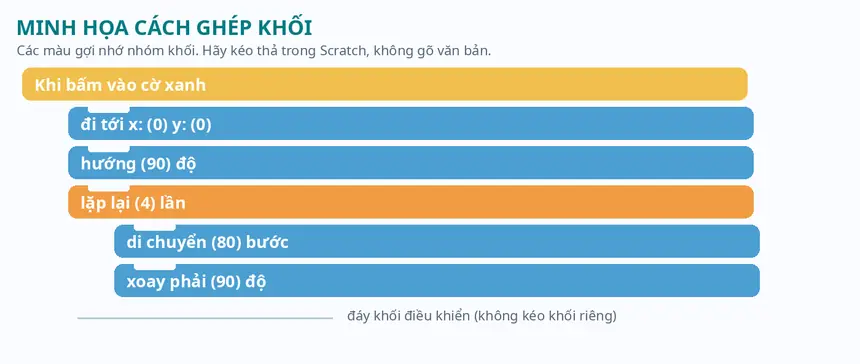 MINH HỌA CÁCH GHÉP KHỐI
Các màu gợi nhớ nhóm khối. Hãy kéo thả trong Scratch, không gõ văn bản.
Khi bấm vào cờ xanh
đi tới x: (0) y: (0)
hướng (90) độ
lặp lại (4) lần
di chuyển (80) bước
xoay phải (90) độ
đáy khối điều khiển (không kéo khối riêng)